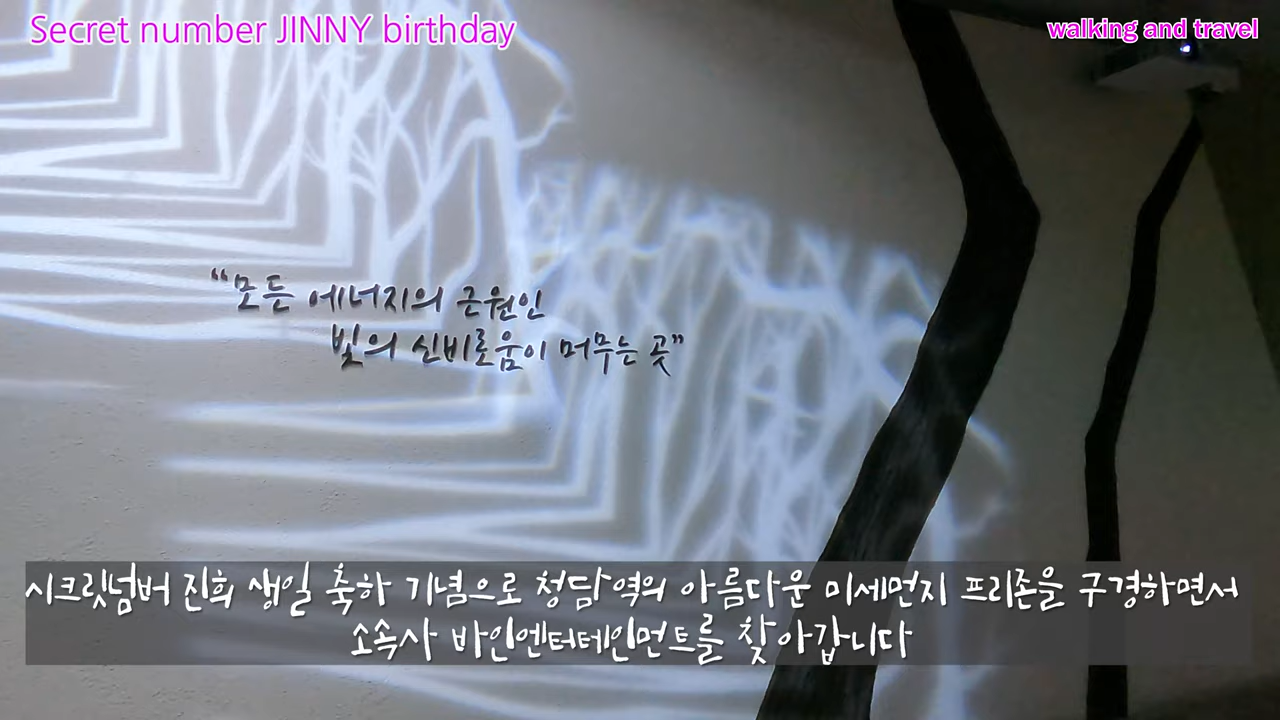 Secret number JINNY birthday
walking and travel
“모든 에너지의 근원인
빛의 신비로움이 머무는 곳”
시크릿넘버 진희 생일 축하 기념으로 청담역의 아름다운 미세먼지 프리존을 구경하면서
소속사 바인엔터테인먼트를 찾아갑니다